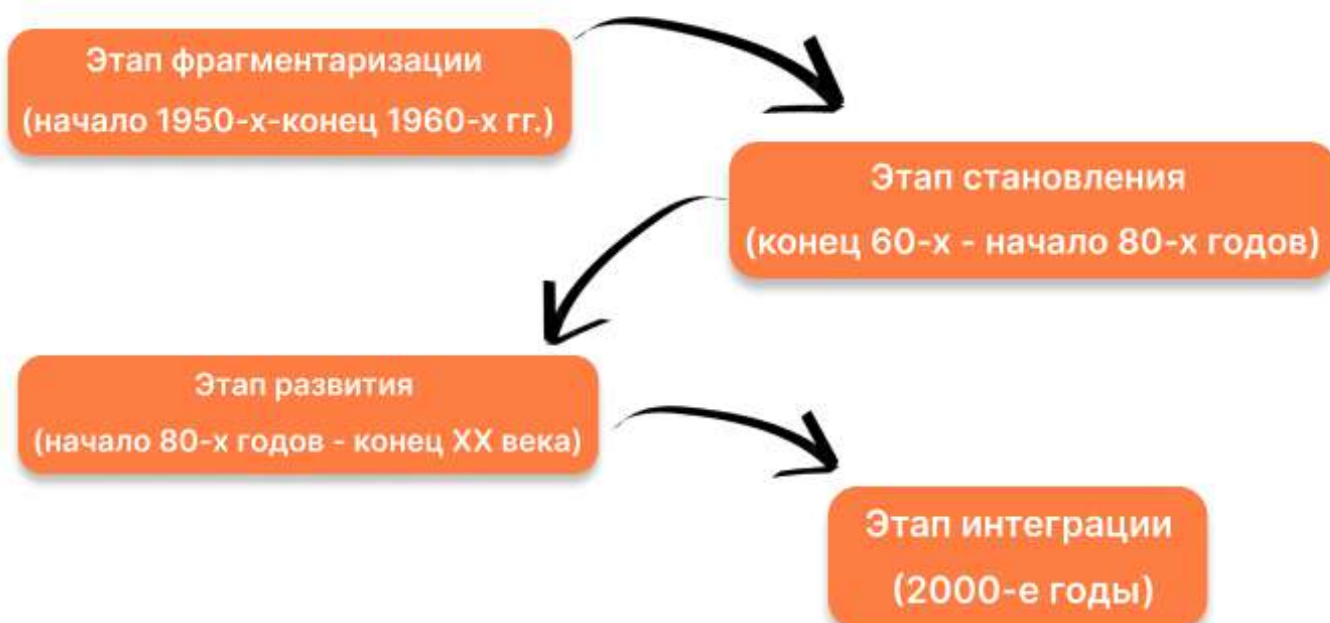 Этап фрагментаризации
(начало 1950-х-конец 1960-х гг.)
Этап становления
(конец 60-х - начало 80-х годов)
Этап развития
(начало 80-х годов - конец XX века)
Этап интеграции
(2000-е годы)